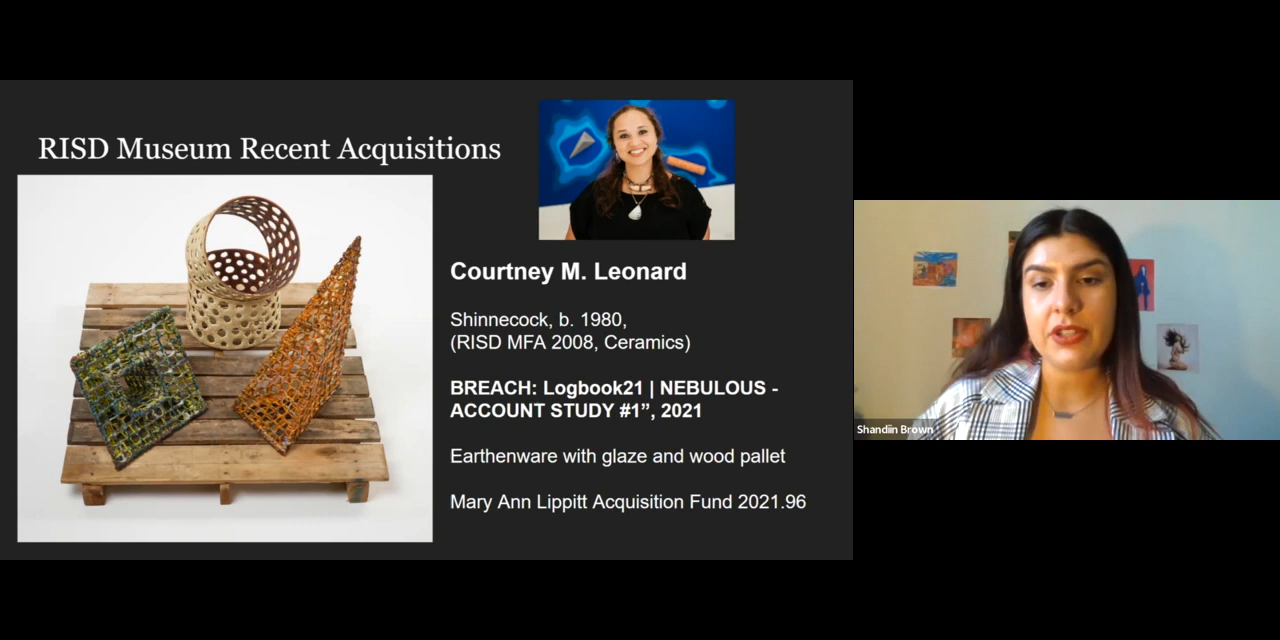 RISD Museum Recent Acquisitions
Courtney M. Leonard
Shinnecock, b. 1980,
(RISD MFA 2008, Ceramics)
BREACH: Logbook21 | NEBULOUS -
ACCOUNT STUDY #1”, 2021
Earthenware with glaze and wood pallet
Mary Ann Lippitt Acquisition Fund 2021.96
Shandiin Brown